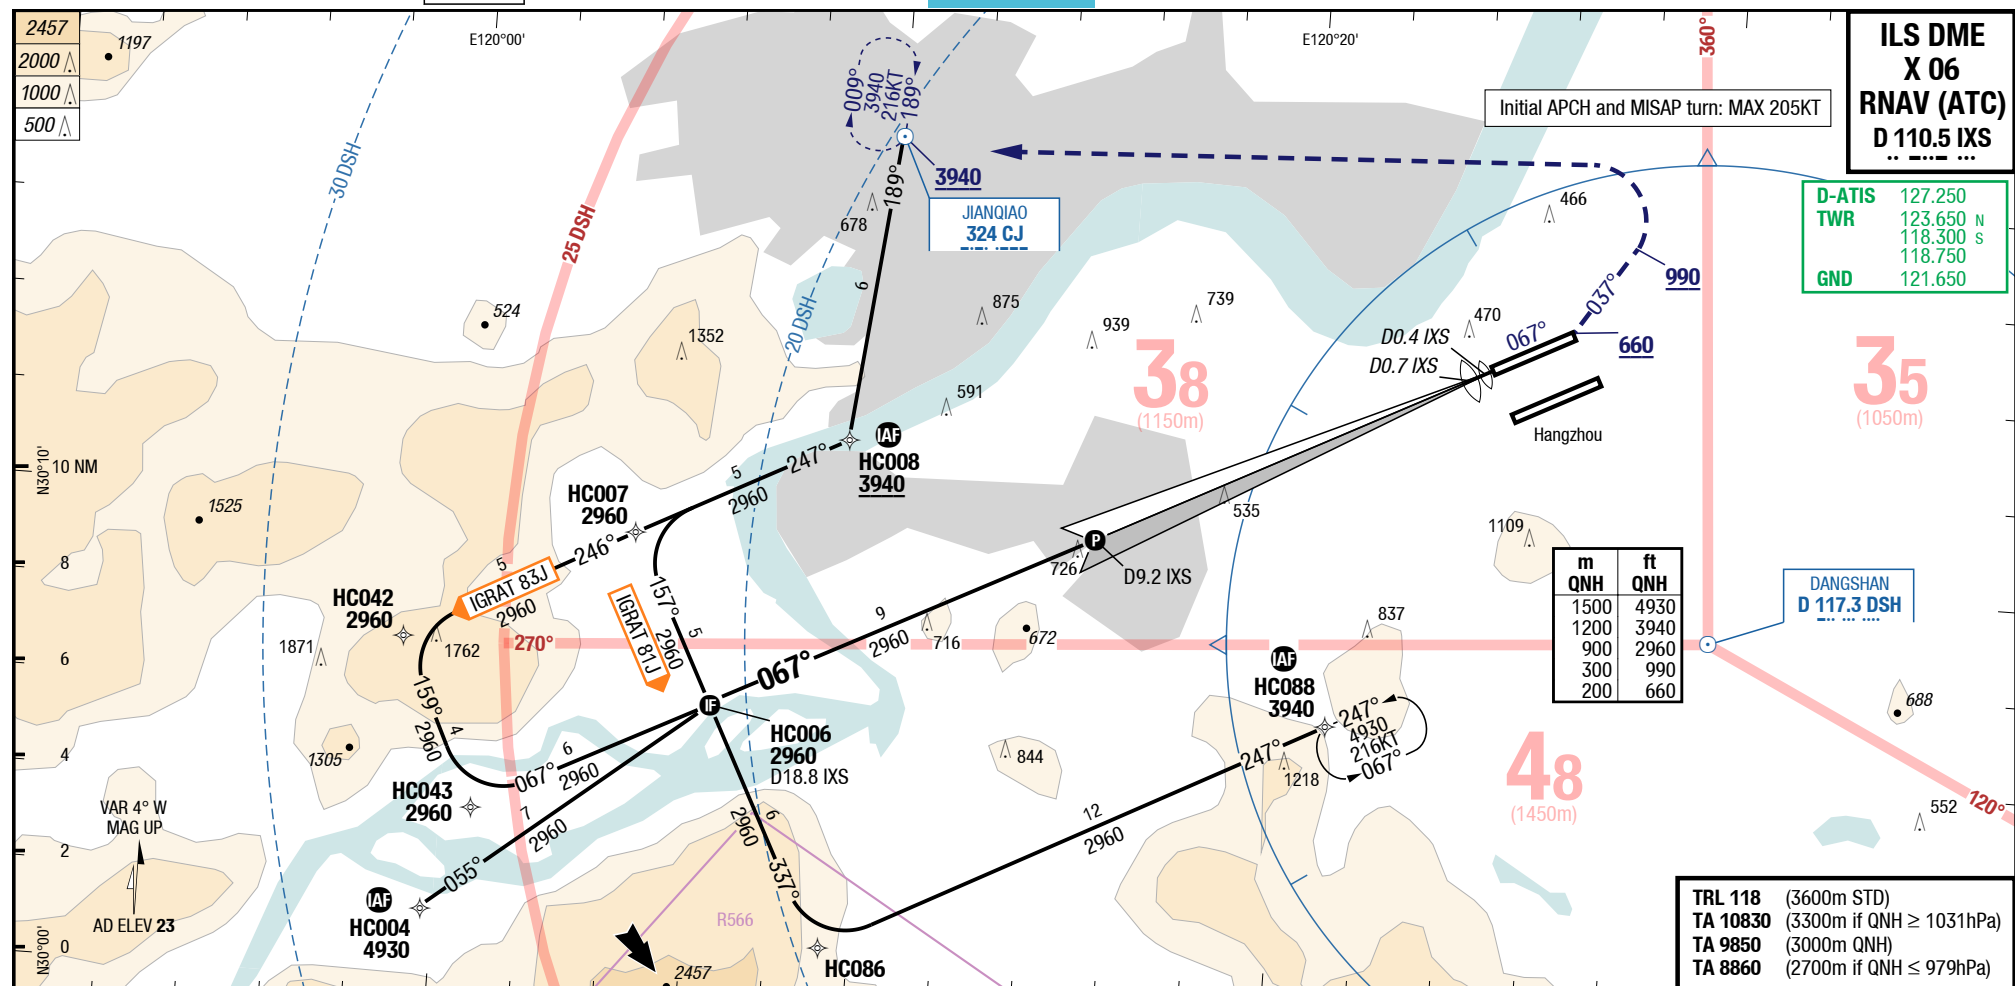 2457
2000
1000
500
1197
E120°00'
E120°20'
360°
ILS DME
X 06
RNAV (ATC)
D 110.5 IXS
Initial APCH and MISAP turn: MAX 205KT
009°
3940
216KT
189°
30 DSH
25 DSH
20 DSH
3940
JIANQIAO
324 CJ
189°
6
678
466
D-ATIS 127.250
TWR 123.650 N
118.300 S
118.750
GND 121.650
990
037°
660
067°
470
D0.4 IXS
D0.7 IXS
524
1352
875
939
739
591
38
(1150m)
35
(1050m)
Hangzhou
N30°10'
10 NM
8
6
4
2
0
N30°00'
IAF
HC008
3940
247°
5
2960
HC007
2960
246°
5
IGRAT 83J
2960
1525
535
1109
P
D9.2 IXS
726
HC042
2960
1871
1762
270°
157°
5
2960
IGRAT 81J
067°
9
2960
716
672
837
m QNH
ft QNH
1500 4930
1200 3940
900 2960
300 990
200 660
DANGSHAN
D 117.3 DSH
IAF
HC088
3940
247°
4930
216KT
067°
247°
1218
688
159°
4
2960
1305
IF
HC006
2960
D18.8 IXS
067°
6
2960
HC043
2960
7
2960
055°
844
48
(1450m)
120°
552
VAR 4° W
MAG UP
AD ELEV 23
IAF
HC004
4930
6
2960
337°
12
2960
R566
2457
HC086
TRL 118 (3600m STD)
TA 10830 (3300m if QNH ≥ 1031hPa)
TA 9850 (3000m QNH)
TA 8860 (2700m if QNH ≤ 979hPa)